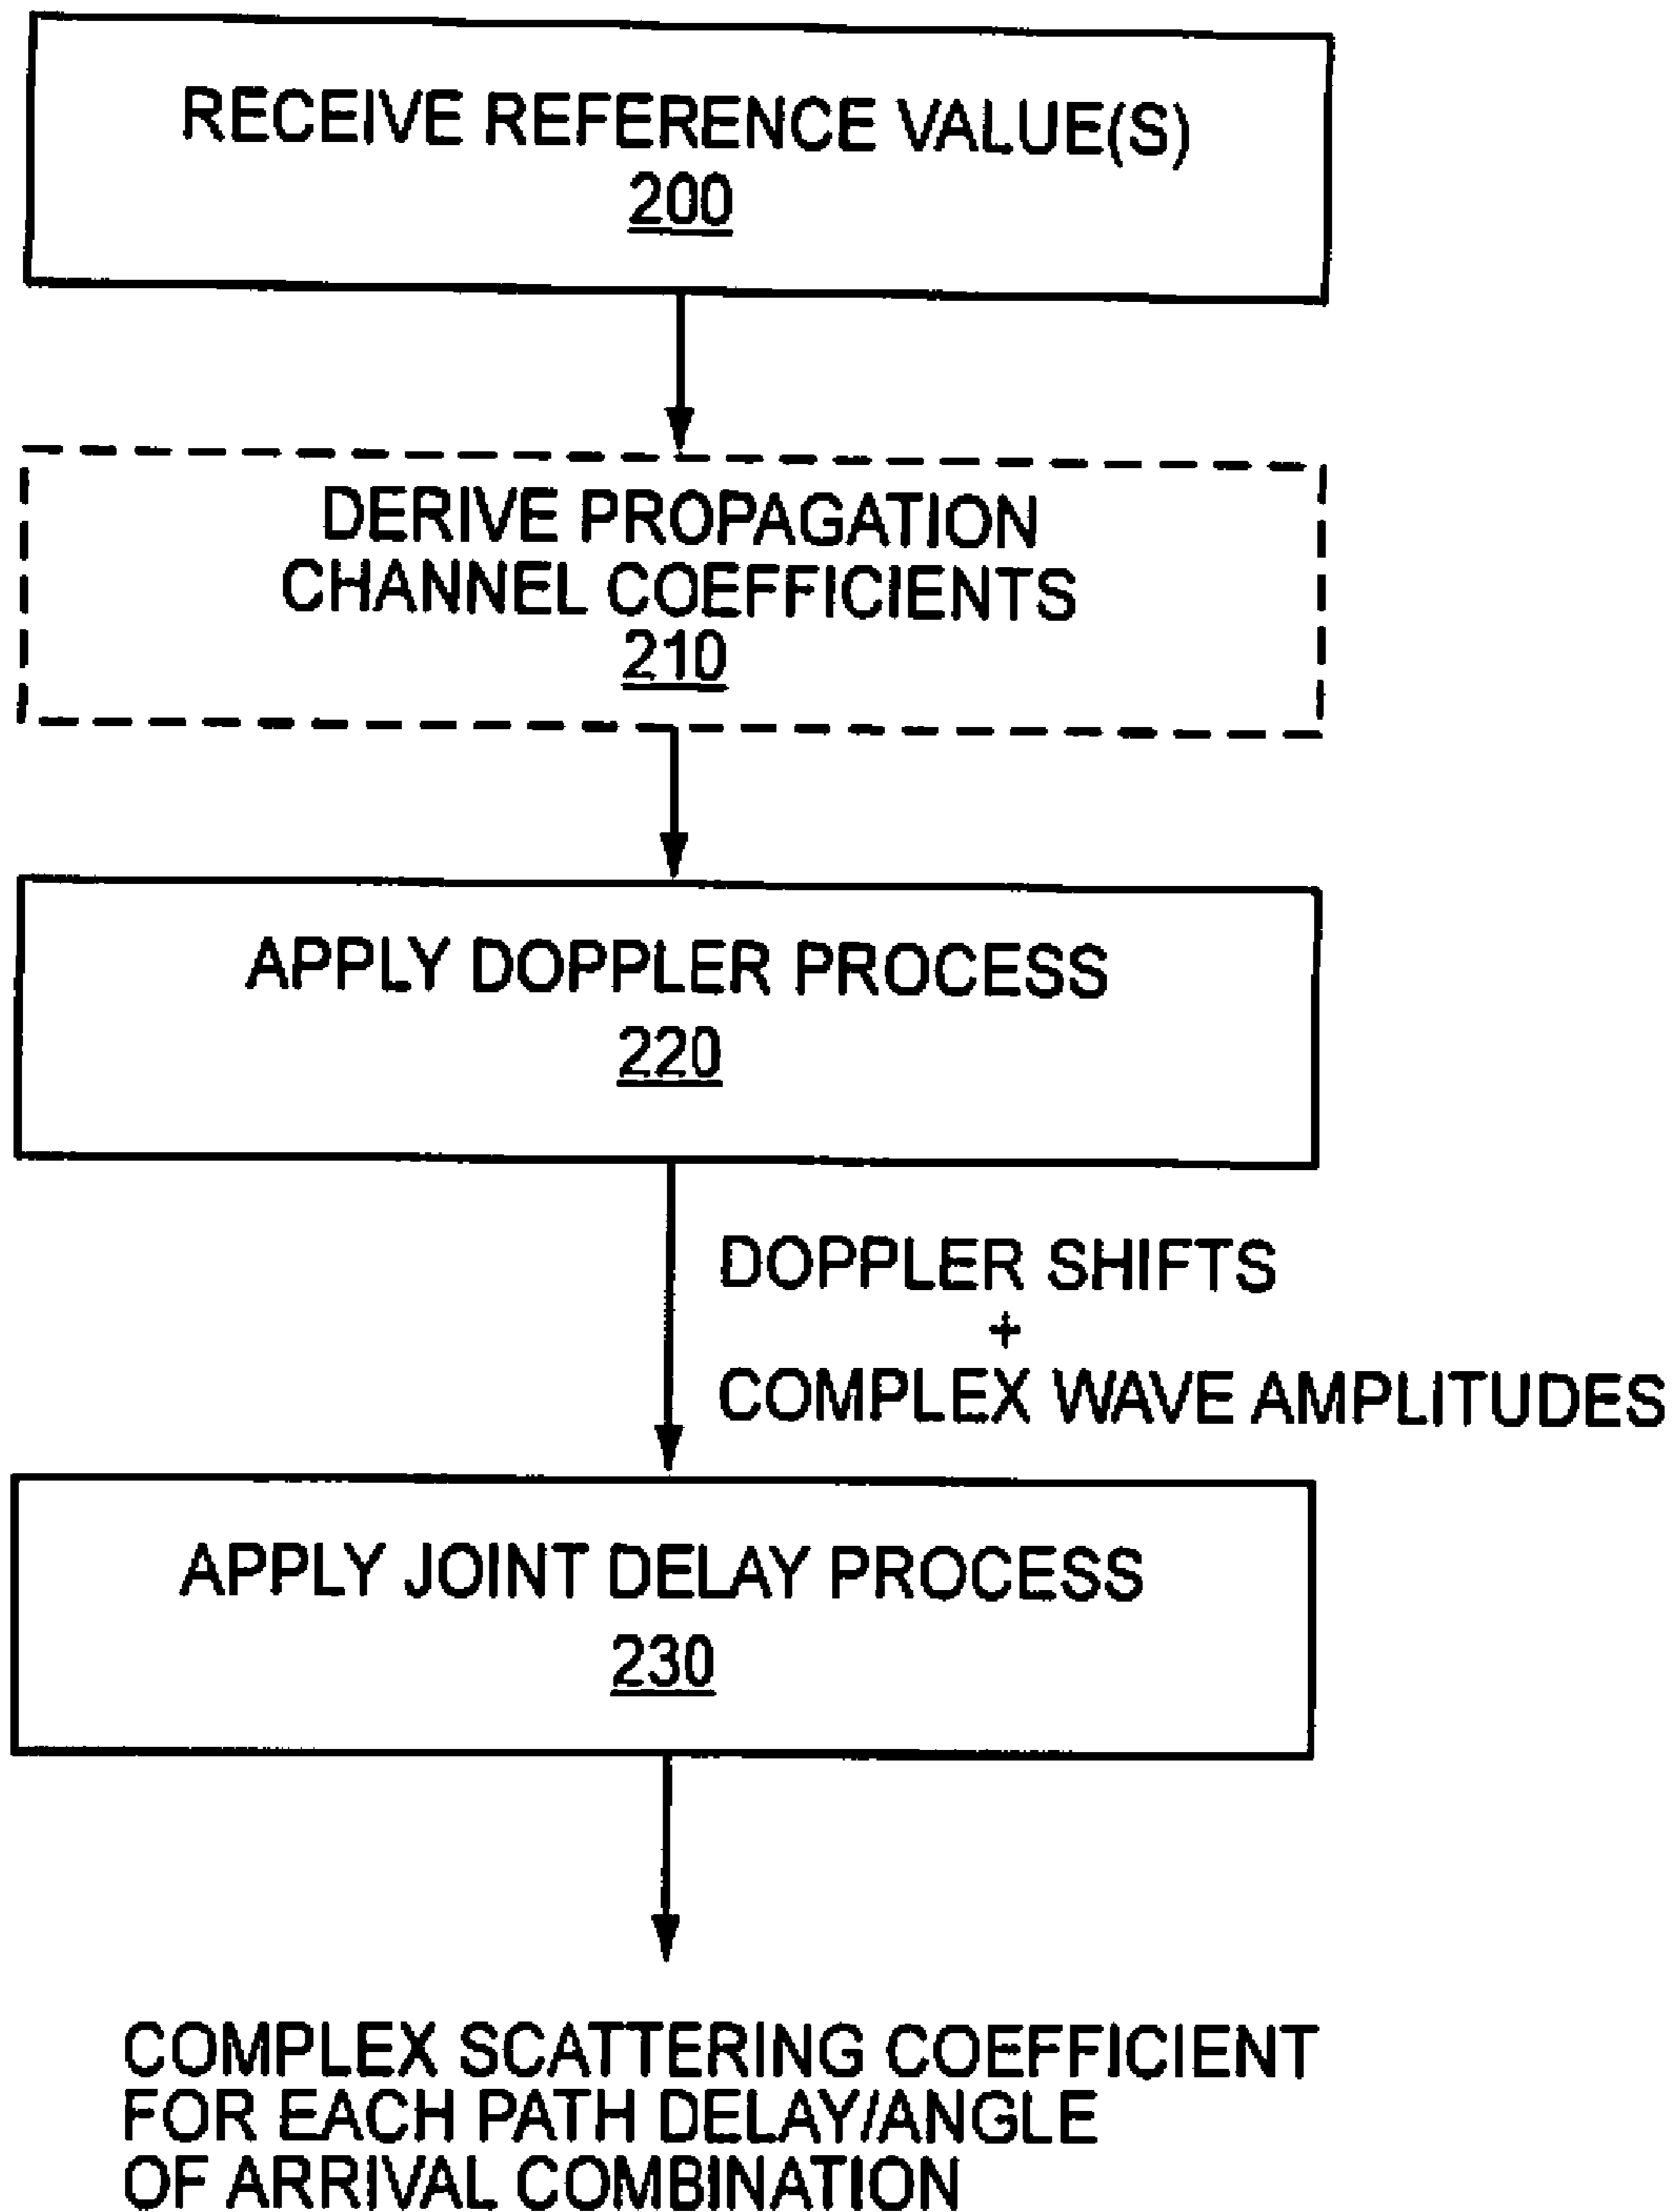 RECEIVE REFERENCE VALUE(S)
200
DERIVE PROPAGATION
CHANNEL COEFFICIENTS
210
APPLY DOPPLER PROCESS
220
DOPPLER SHIFTS
+
COMPLEX WAVE AMPLITUDES
APPLY JOINT DELAY PROCESS
230
COMPLEX SCATTERING COEFFICIENT
FOR EACH PATH DELAY/ANGLE
OF ARRIVAL COMBINATION